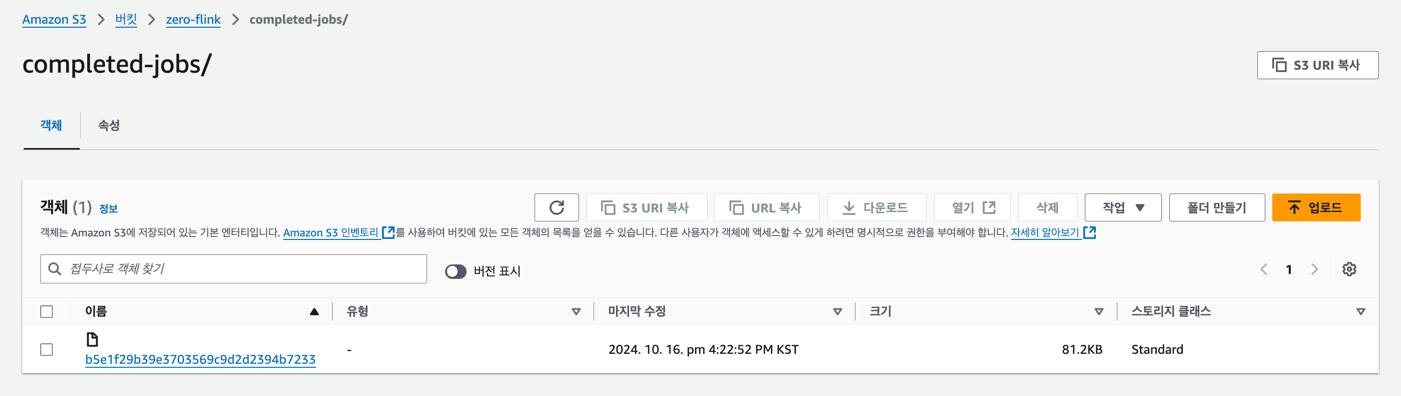 Amazon S3 > 버킷 > zero-flink > completed-jobs/
completed-jobs/
S3 URI 복사
객체 속성
객체 (1) 정보
S3 URI 복사 URL 복사 다운로드 열기 삭제 작업 폴더 만들기 업로드
객체는 Amazon S3에 저장되어 있는 기본 엔터티입니다. Amazon S3 인벤토리를 사용하여 버킷에 있는 모든 객체의 목록을 얻을 수 있습니다. 다른 사용자가 객체에 액세스할 수 있게 하려면 명시적으로 권한을 부여해야 합니다. 자세히 알아보기
접두사로 객체 찾기 버전 표시 < 1 >
이름 유형 마지막 수정 크기 스토리지 클래스
b5e1f29b39e3703569c9d2d2394b7233 - 2024. 10. 16. pm 4:22:52 PM KST 81.2KB Standard